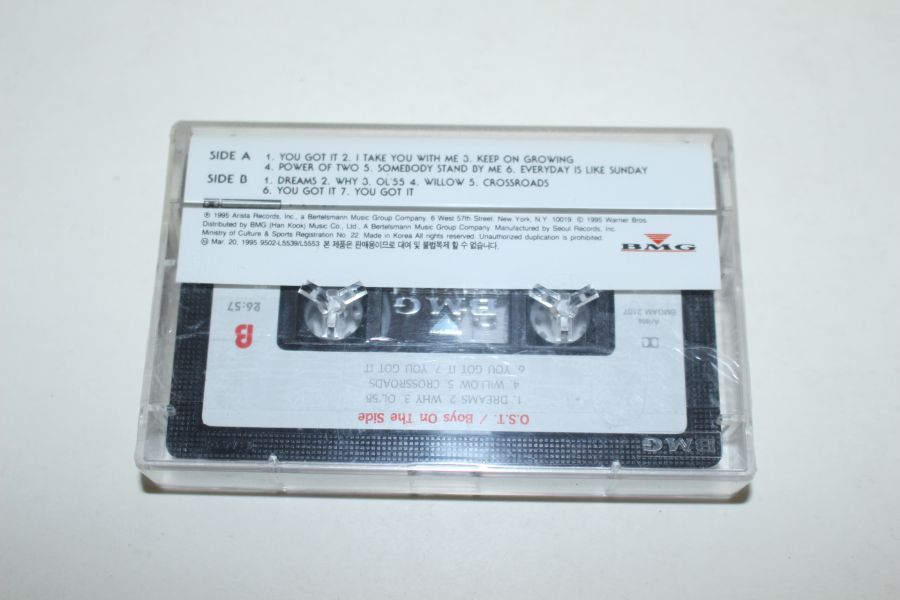 SIDE A 1. YOU GOT IT 2. I TAKE YOU WITH ME 3. KEEP ON GROWING
4. POWER OF TWO 5. SOMEBODY STAND BY ME 6. EVERYDAY IS LIKE SUNDAY
SIDE B 1. DREAMS 2. WHY 3. OL'55 4. WILLOW 5. CROSSROADS
6. YOU GOT IT 7. YOU GOT IT
℗ 1995 Arista Records, Inc., a Bertelsmann Music Group Company. 6 West 57th Street. New York, N.Y. 10019. © 1995 Warner Bros.
Distributed by BMG (Han Kook) Music Co., Ltd., A Bertelsmann Music Group Company. Manufactured by Seoul Records, Inc.
Ministry of Culture & Sports Registration No. 22. Made in Korea All rights reserved. Unauthorized duplication is prohibited.
Mar. 20, 1995 9502-L5539/L5553 본 제품은 판매용이므로 대여 및 불법복제 할 수 없습니다.
BMG
BMG
BMG
O.S.T. / Boys On The Side
1. DREAMS 2. WHY 3. OL'55
4. WILLOW 5. CROSSROADS
6. YOU GOT IT 7. YOU GOT IT
B
26:57
Arista
BMGAM 2107